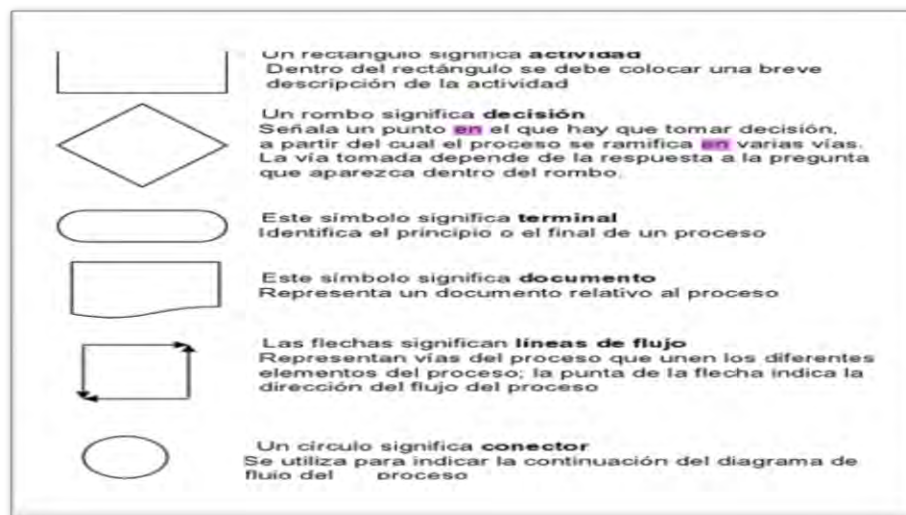 Un rectángulo significa actividad
Dentro del rectángulo se debe colocar una breve
descripción de la actividad
Un rombo significa decisión
Señala un punto en el que hay que tomar decisión,
a partir del cual el proceso se ramifica en varias vías.
La vía tomada depende de la respuesta a la pregunta
que aparezca dentro del rombo.
Este símbolo significa terminal
Identifica el principio o el final de un proceso
Este símbolo significa documento
Representa un documento relativo al proceso
Las flechas significan líneas de flujo
Representan vías del proceso que unen los diferentes
elementos del proceso; la punta de la flecha indica la
dirección del flujo del proceso
Un círculo significa conector
Se utiliza para indicar la continuación del diagrama de
flujo del proceso